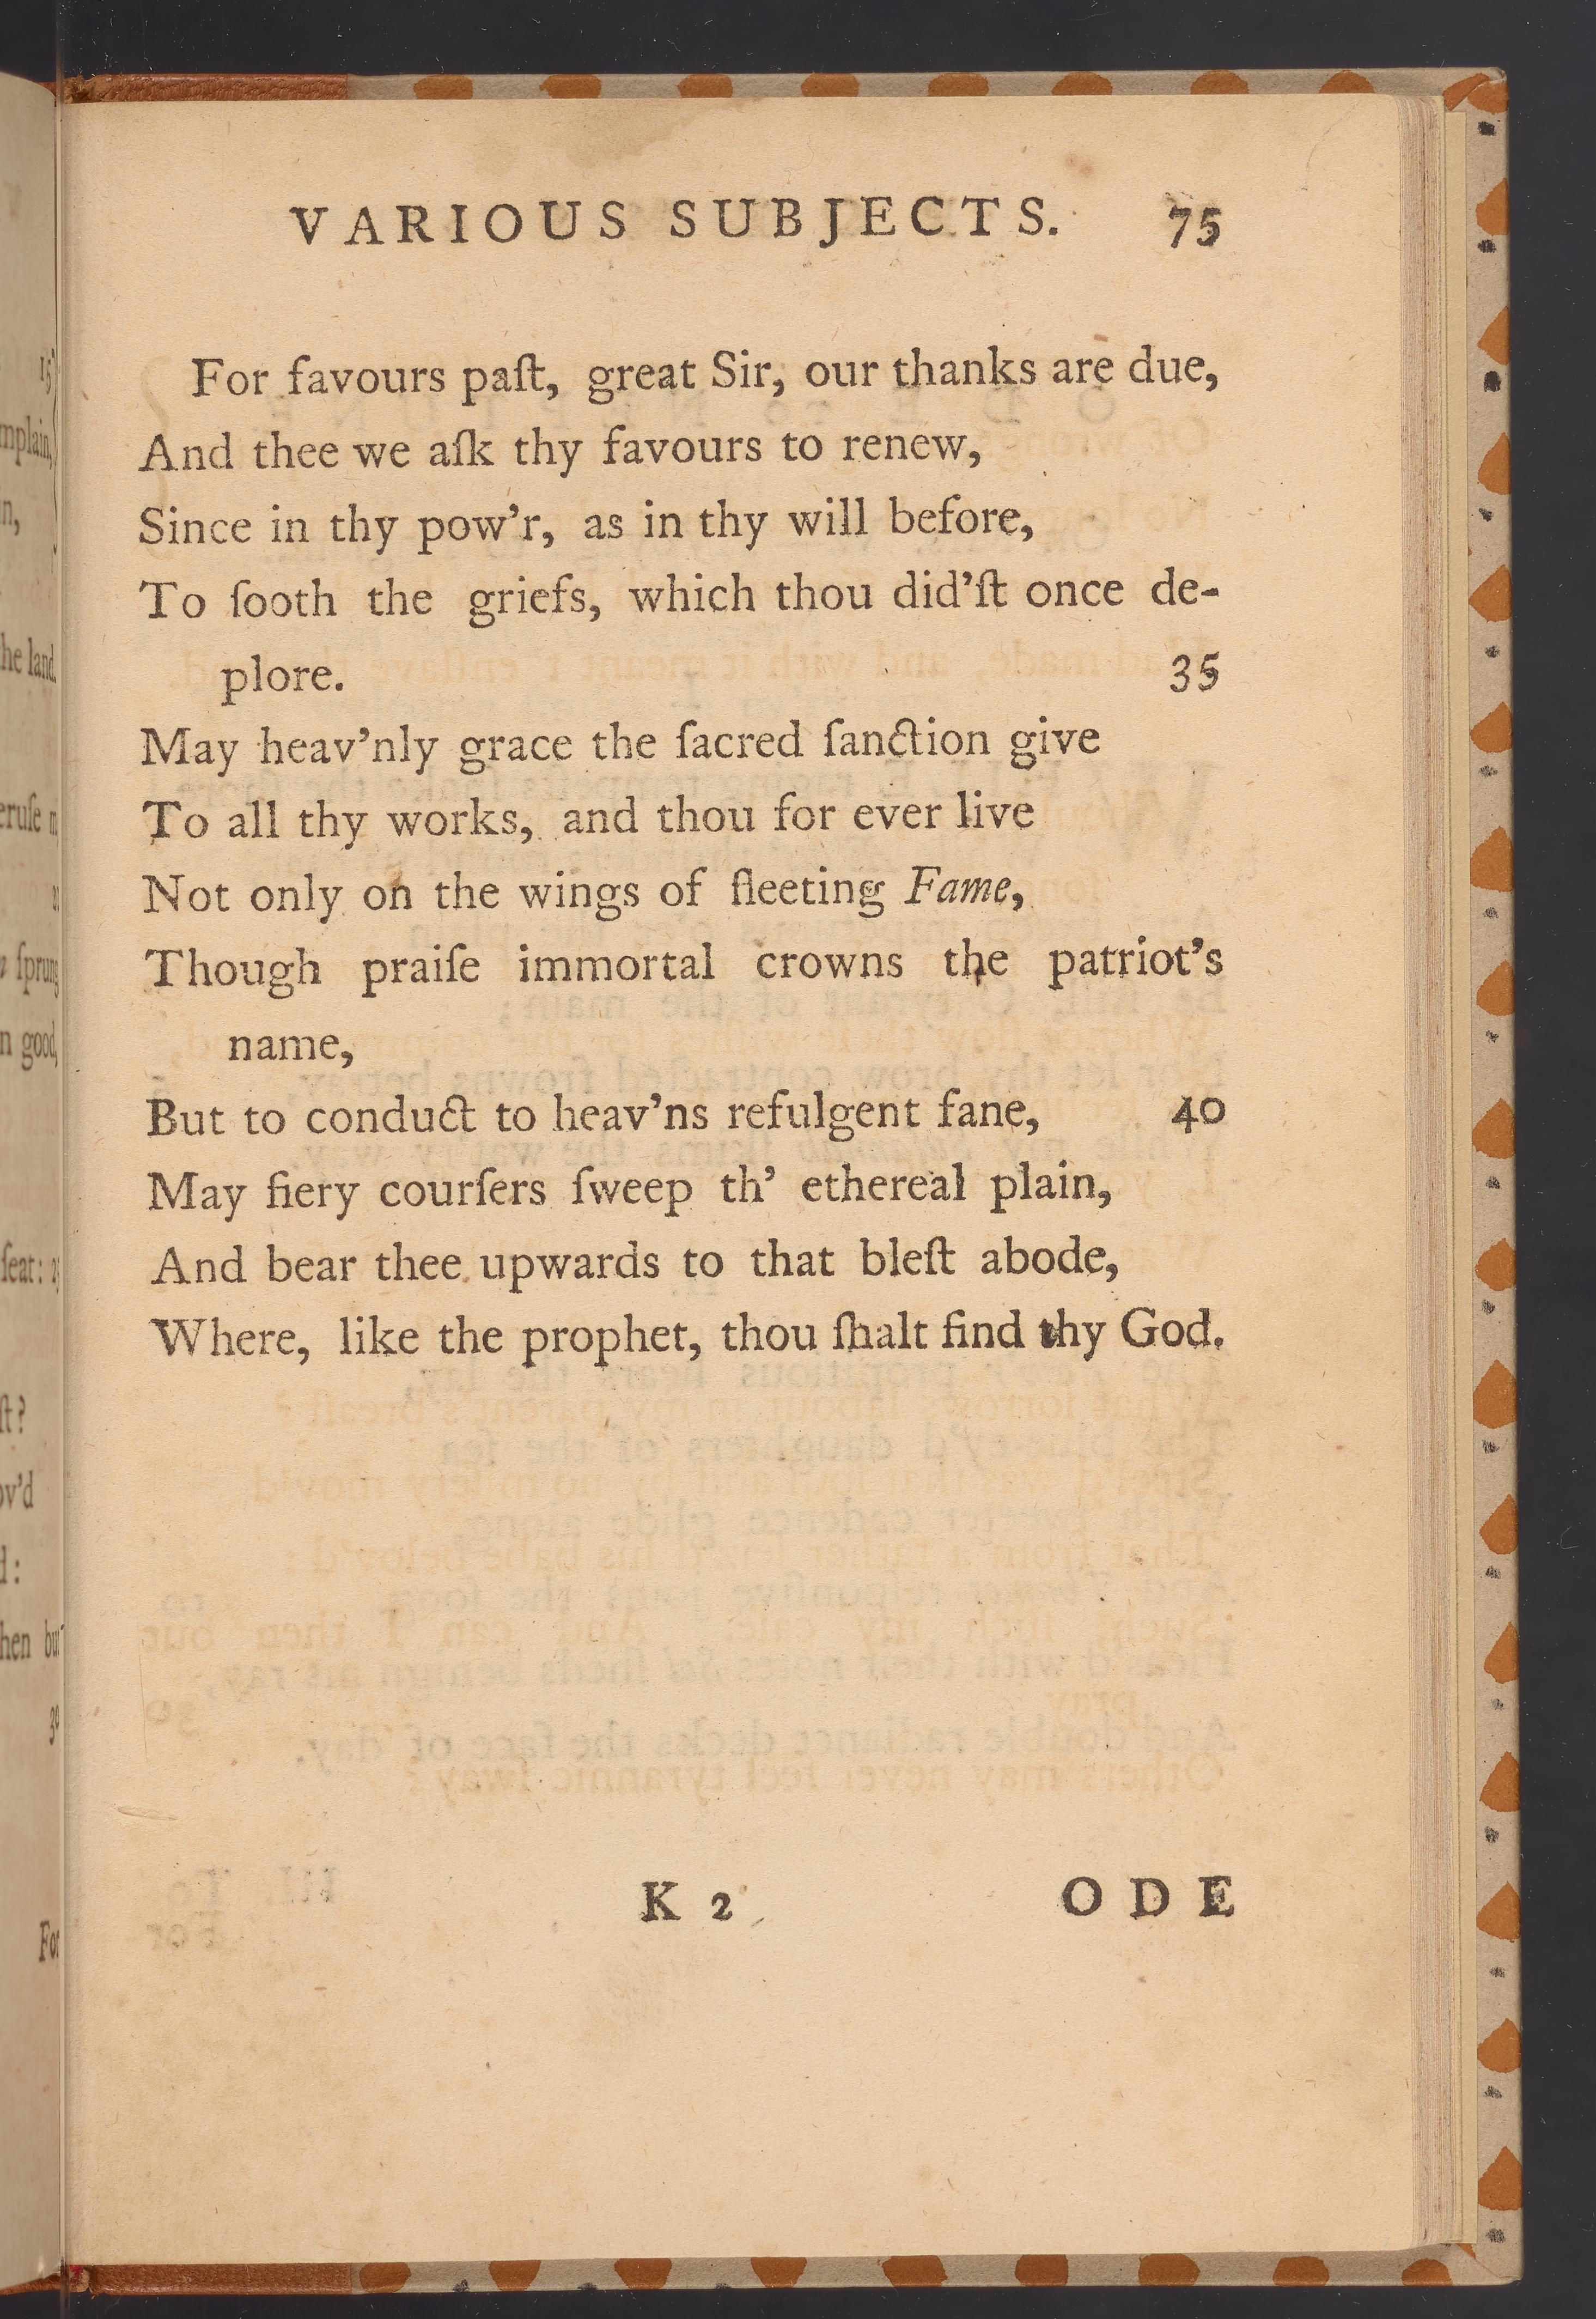 VARIOUS SUBJECTS. 75
For favours paſt, great Sir, our thanks are due,
And thee we aſk thy favours to renew,
Since in thy pow’r, as in thy will before,
To ſooth the griefs, which thou did’ſt once de-
plore. 35
May heav’nly grace the ſacred ſanction give
To all thy works, and thou for ever live
Not only on the wings of fleeting Fame,
Though praiſe immortal crowns the patriot’s
name,
But to conduct to heav’ns refulgent fane, 40
May fiery courſers ſweep th’ ethereal plain,
And bear thee upwards to that bleſt abode,
Where, like the prophet, thou ſhalt find thy God.
K 2 ODE